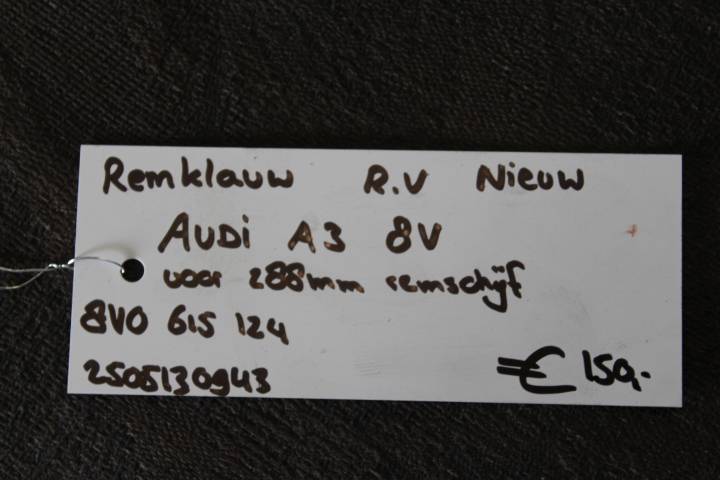 Remklauw R.V Nieuw
AUDi A3 8V
voor 288mm remschijf
8V0 615 124
2505130943
€ 150,-